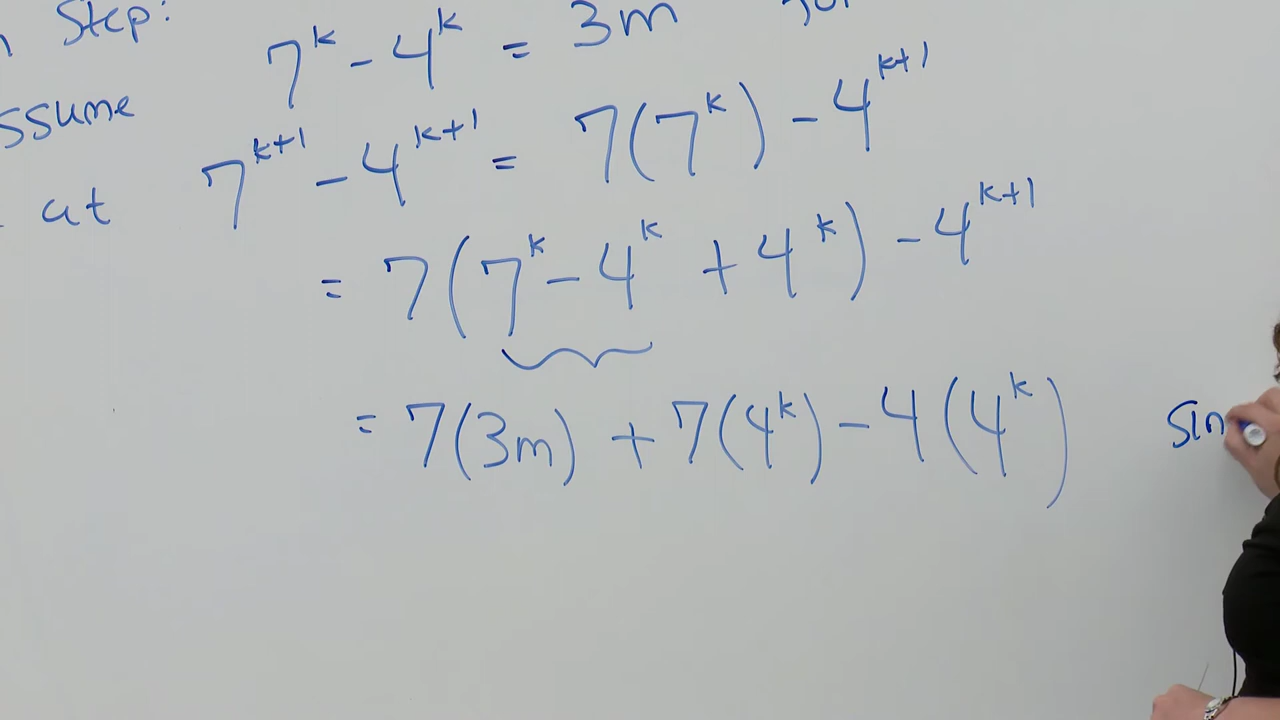 Step:
7^k - 4^k = 3m
ssume
7^{k+1} - 4^{k+1} = 7(7^k) - 4^{k+1}
at
= 7(7^k - 4^k + 4^k) - 4^{k+1}
= 7(3m) + 7(4^k) - 4(4^k) Sin